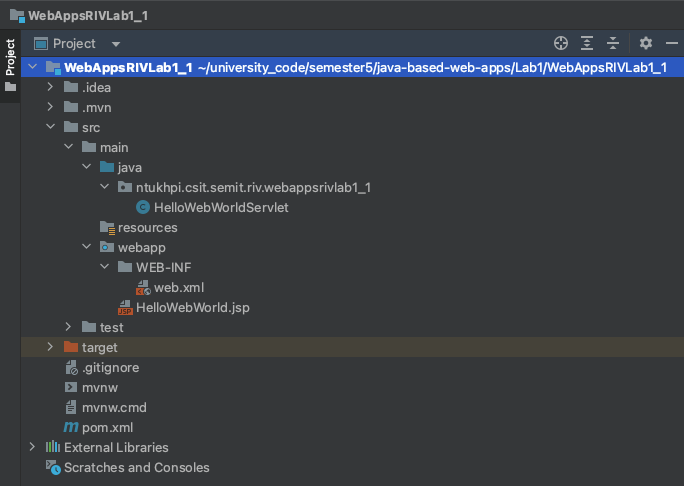 WebAppsRIVLab1_1
Project
Project
WebAppsRIVLab1_1 ~/university_code/semester5/java-based-web-apps/Lab1/WebAppsRIVLab1_1
.idea
.mvn
src
main
java
ntukhpi.csit.semit.riv.webappsrivlab1_1
C HelloWebWorldServlet
resources
webapp
WEB-INF
web.xml
JSP HelloWebWorld.jsp
test
target
.gitignore
mvnw
mvnw.cmd
m pom.xml
External Libraries
Scratches and Consoles